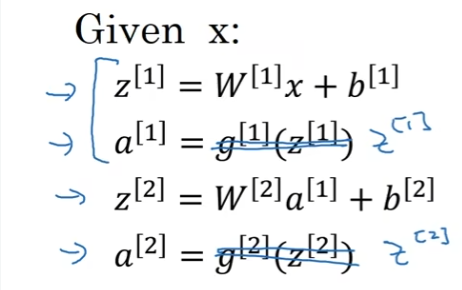 Given x:
→ z^[1] = W^[1]x + b^[1]
→ a^[1] = g^[1](z^[1]) z^[1]
→ z^[2] = W^[2]a^[1] + b^[2]
→ a^[2] = g^[2](z^[2]) z^[2]